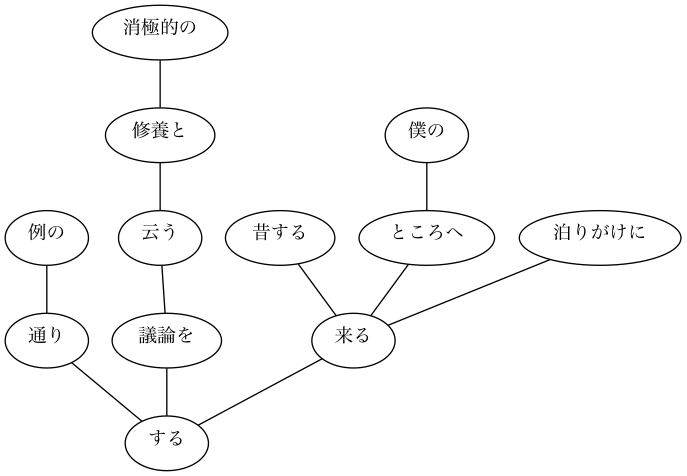 消極的の
修養と
僕の
例の
云う
昔する
ところへ
泊りがけに
通り
議論を
来る
する